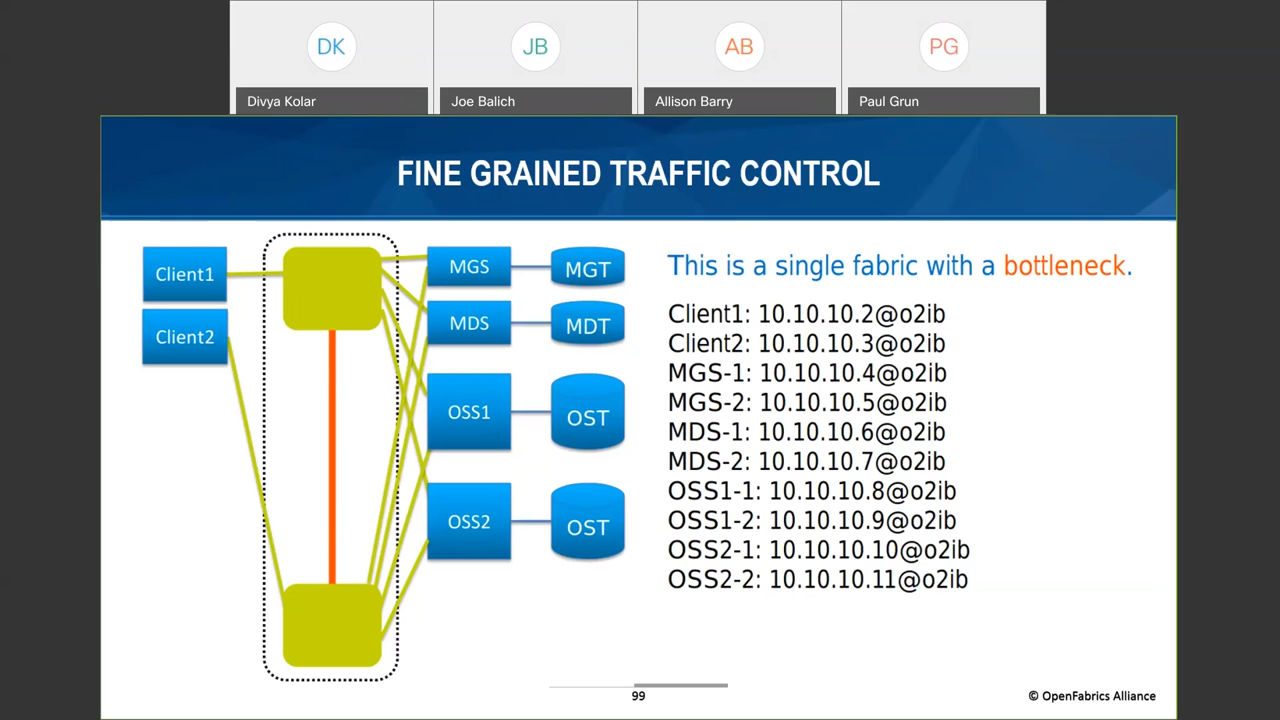 DK
JB
AB
PG
Divya Kolar
Joe Balich
Allison Barry
Paul Grun
FINE GRAINED TRAFFIC CONTROL
Client1
Client2
MGS
MGT
MDS
MDT
OSS1
OST
OSS2
OST
This is a single fabric with a bottleneck.
Client1: 10.10.10.2@o2ib
Client2: 10.10.10.3@o2ib
MGS-1: 10.10.10.4@o2ib
MGS-2: 10.10.10.5@o2ib
MDS-1: 10.10.10.6@o2ib
MDS-2: 10.10.10.7@o2ib
OSS1-1: 10.10.10.8@o2ib
OSS1-2: 10.10.10.9@o2ib
OSS2-1: 10.10.10.10@o2ib
OSS2-2: 10.10.10.11@o2ib
99
© OpenFabrics Alliance